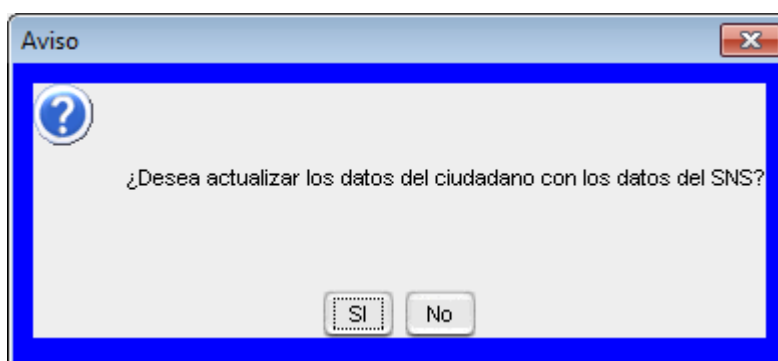 Aviso
¿Desea actualizar los datos del ciudadano con los datos del SNS?
SI
No